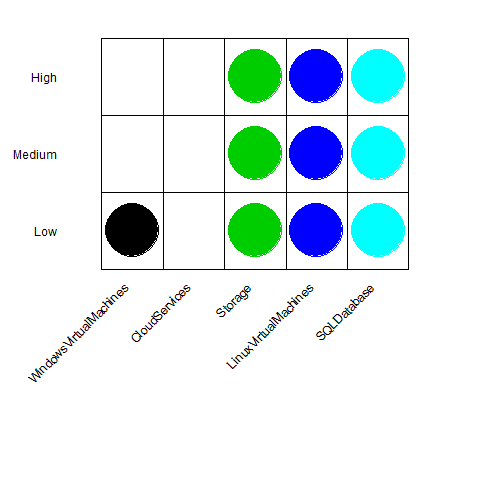 High
Medium
Low
WindowsVirtualMachines
CloudServices
Storage
LinuxVirtualMachines
SQLDatabase